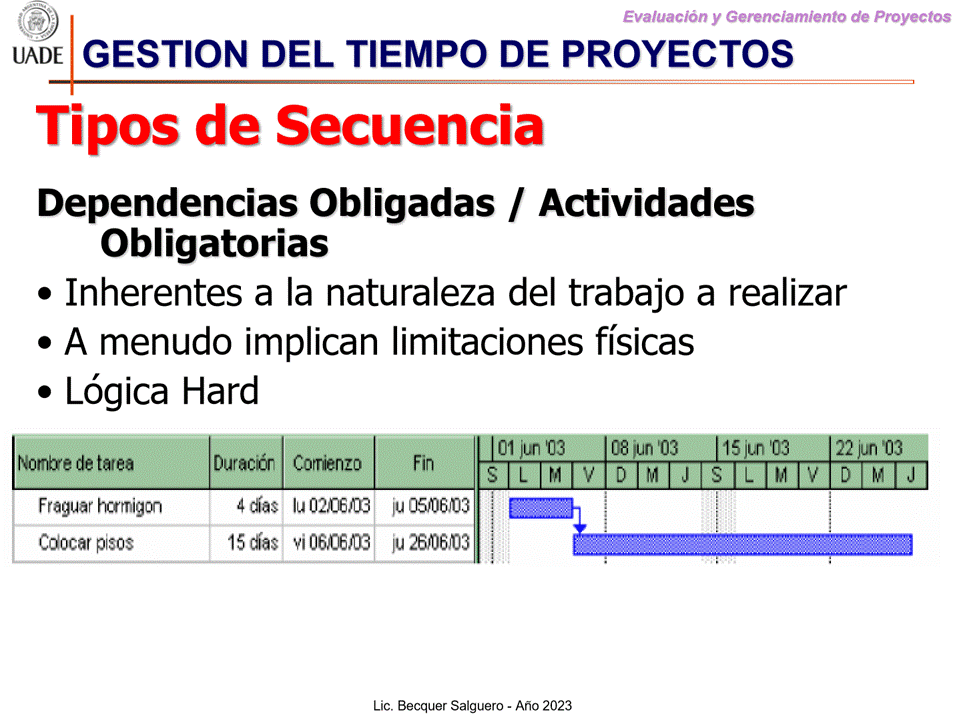 Evaluación y Gerenciamiento de Proyectos
UADE
GESTION DEL TIEMPO DE PROYECTOS
Tipos de Secuencia
Dependencias Obligadas / Actividades
Obligatorias
• Inherentes a la naturaleza del trabajo a realizar
• A menudo implican limitaciones físicas
• Lógica Hard
Nombre de tarea Duración Comienzo Fin 01 jun '03 08 jun '03 15 jun '03 22 jun '03
S L M V D M J S L M V D M J
Fraguar hormigon 4 días lu 02/06/03 ju 05/06/03
Colocar pisos 15 días vi 06/06/03 ju 26/06/03
Lic. Becquer Salguero - Año 2023